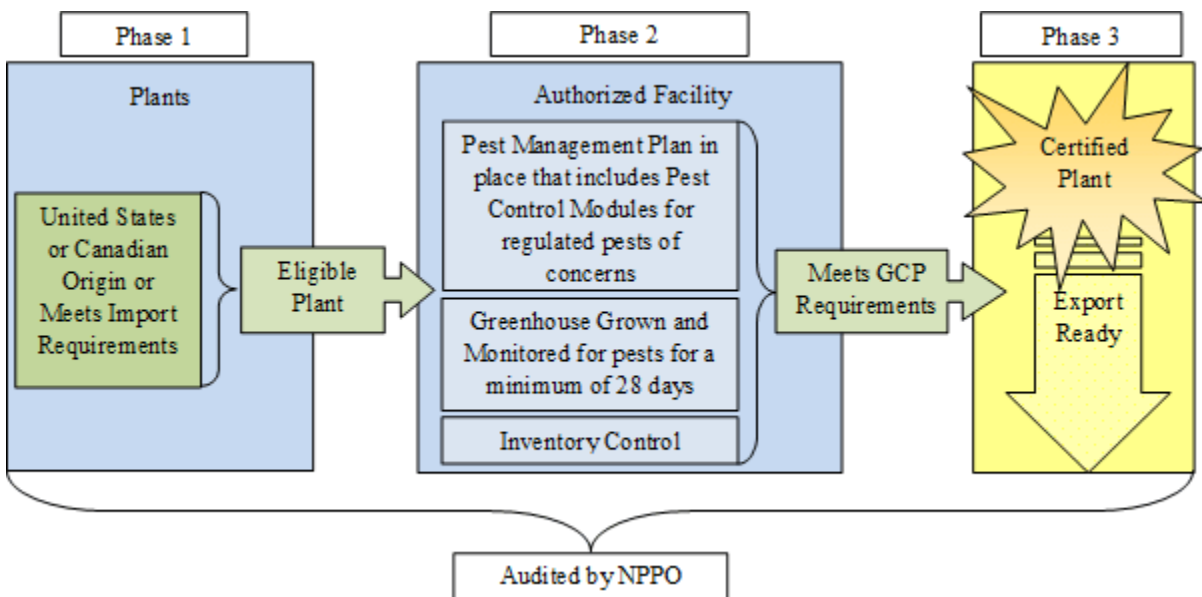 Phase 1
Plants
United States
or Canadian
Origin or
Meets Import
Requirements
Eligible
Plant
Phase 2
Authorized Facility
Pest Management Plan in
place that includes Pest
Control Modules for
regulated pests of
concerns
Greenhouse Grown and
Monitored for pests for a
minimum of 28 days
Inventory Control
Meets GCP
Requirements
Phase 3
Certified
Plant
Export
Ready
Audited by NPPO